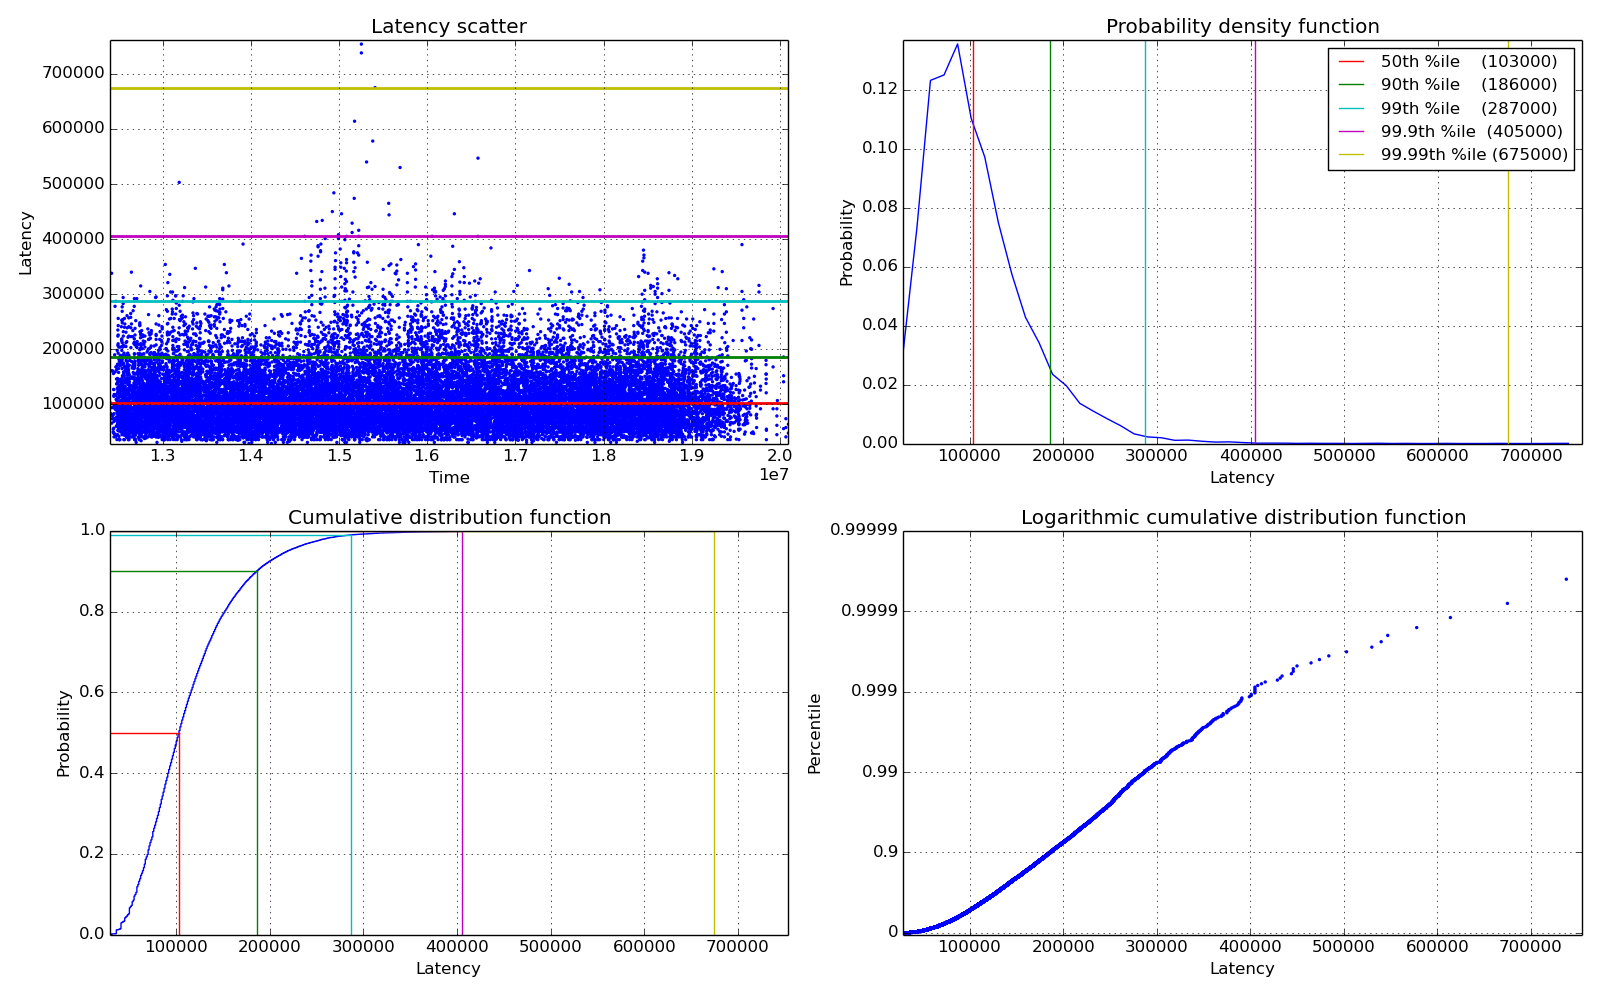 Latency scatter
700000
600000
500000
400000
300000
200000
100000
Latency
1.3 1.4 1.5 1.6 1.7 1.8 1.9 2.0
1e7
Time
Probability density function
0.12
0.10
0.08
0.06
0.04
0.02
0.00
Probability
50th %ile (103000)
90th %ile (186000)
99th %ile (287000)
99.9th %ile (405000)
99.99th %ile (675000)
100000 200000 300000 400000 500000 600000 700000
Latency
Cumulative distribution function
1.0
0.8
0.6
0.4
0.2
0.0
Probability
100000 200000 300000 400000 500000 600000 700000
Latency
Logarithmic cumulative distribution function
0.99999
0.9999
0.999
0.99
0.9
0
Percentile
100000 200000 300000 400000 500000 600000 700000
Latency